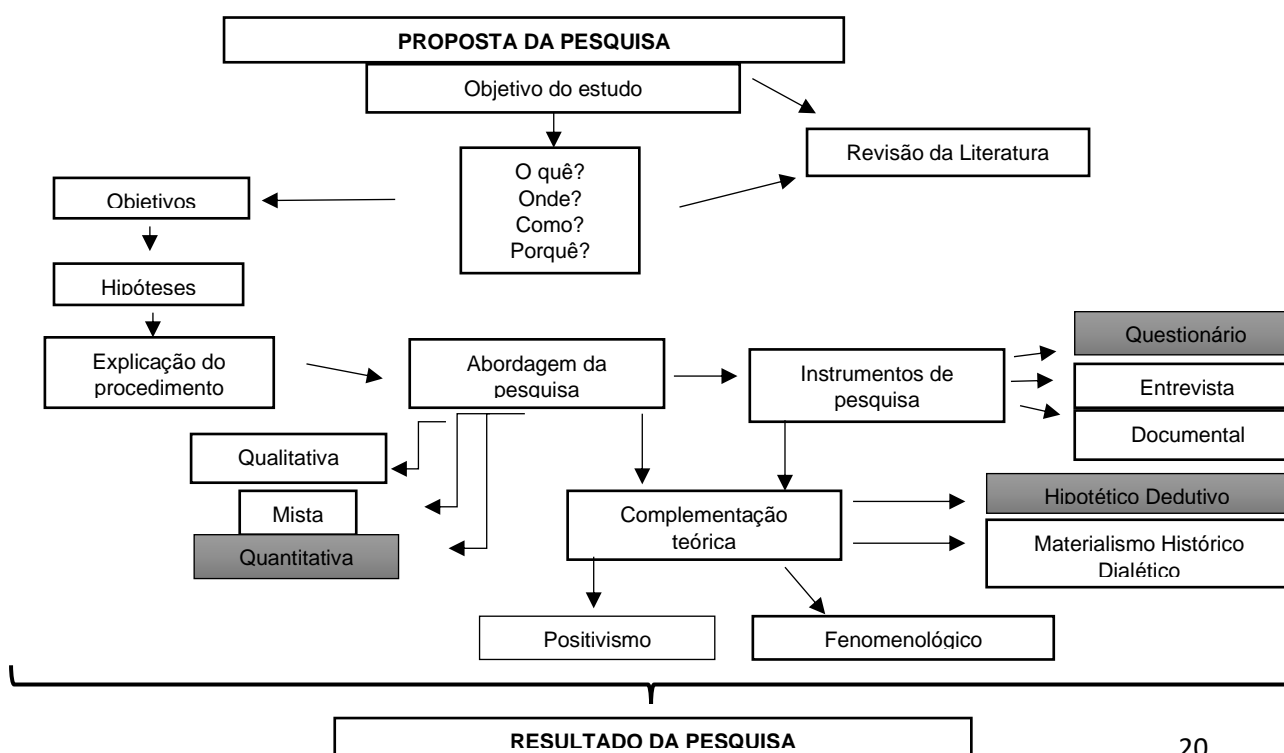 PROPOSTA DA PESQUISA
Objetivo do estudo
O quê?
Onde?
Como?
Porquê?
Revisão da Literatura
Objetivos
Hipóteses
Explicação do
procedimento
Abordagem da
pesquisa
Instrumentos de
pesquisa
Questionário
Entrevista
Documental
Qualitativa
Mista
Quantitativa
Complementação
teórica
Hipotético Dedutivo
Materialismo Histórico
Dialético
Positivismo
Fenomenológico
RESULTADO DA PESQUISA
20